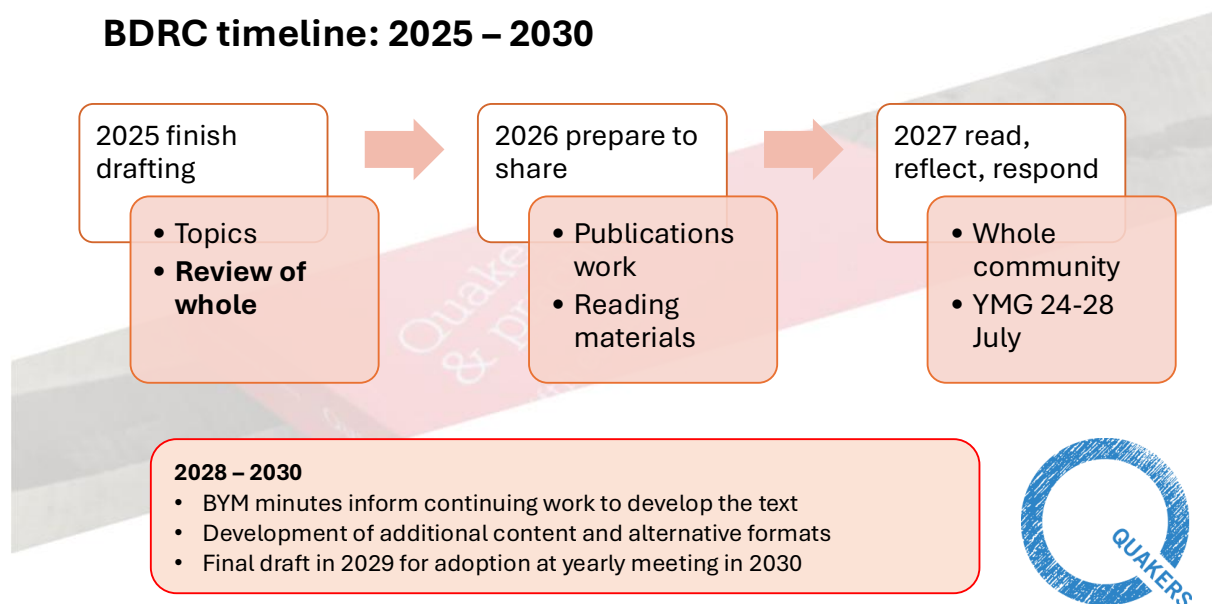 BDRC timeline: 2025 – 2030
2025 finish
drafting
• Topics
• Review of
whole
2026 prepare to
share
• Publications
work
• Reading
materials
2027 read,
reflect, respond
• Whole
community
• YMG 24-28
July
2028 – 2030
• BYM minutes inform continuing work to develop the text
• Development of additional content and alternative formats
• Final draft in 2029 for adoption at yearly meeting in 2030
QUAKERS